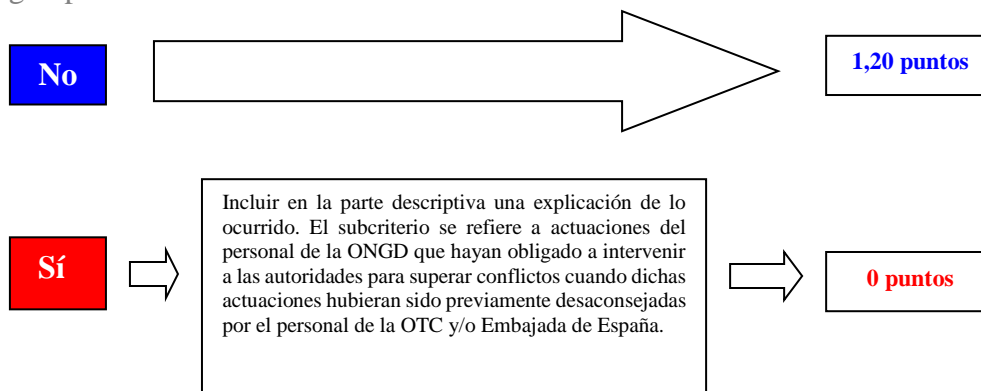 No
1,20 puntos
Incluir en la parte descriptiva una explicación de lo
ocurrido. El subcriterio se refiere a actuaciones del
personal de la ONGD que hayan obligado a intervenir
a las autoridades para superar conflictos cuando dichas
actuaciones hubieran sido previamente desaconsejadas
por el personal de la OTC y/o Embajada de España.
Sí
0 puntos